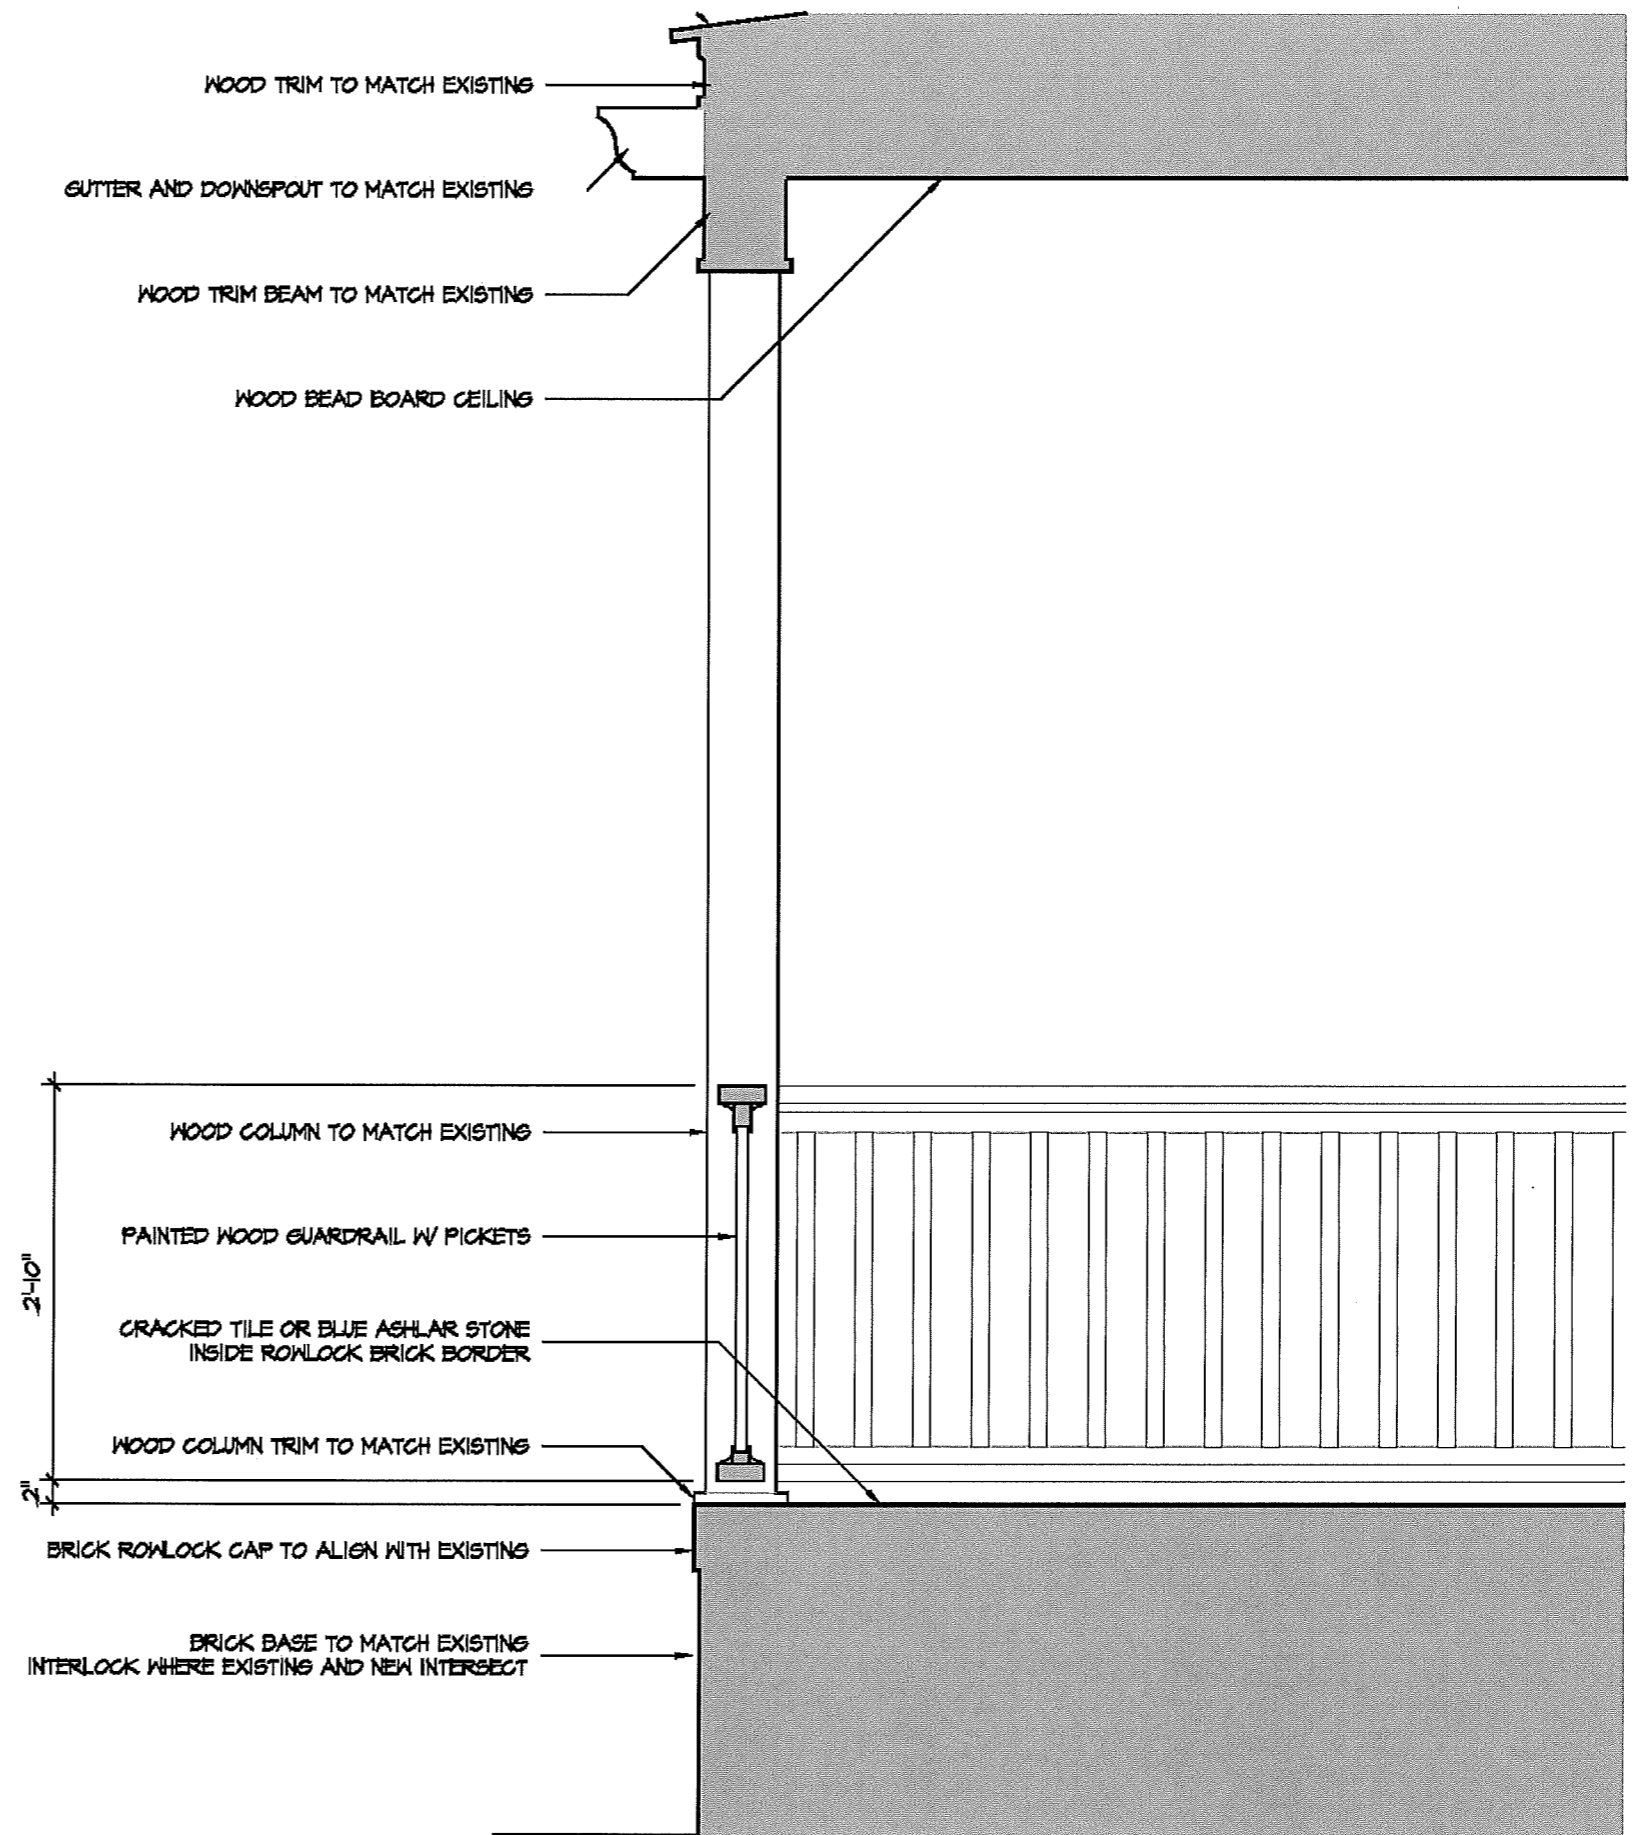 WOOD TRIM TO MATCH EXISTING
GUTTER AND DOWNSPOUT TO MATCH EXISTING
WOOD TRIM BEAM TO MATCH EXISTING
WOOD BEAD BOARD CEILING
WOOD COLUMN TO MATCH EXISTING
PAINTED WOOD GUARDRAIL W/ PICKETS
2'-10"
CRACKED TILE OR BLUE ASHLAR STONE
INSIDE ROWLOCK BRICK BORDER
WOOD COLUMN TRIM TO MATCH EXISTING
2"
BRICK ROWLOCK CAP TO ALIGN WITH EXISTING
BRICK BASE TO MATCH EXISTING
INTERLOCK WHERE EXISTING AND NEW INTERSECT